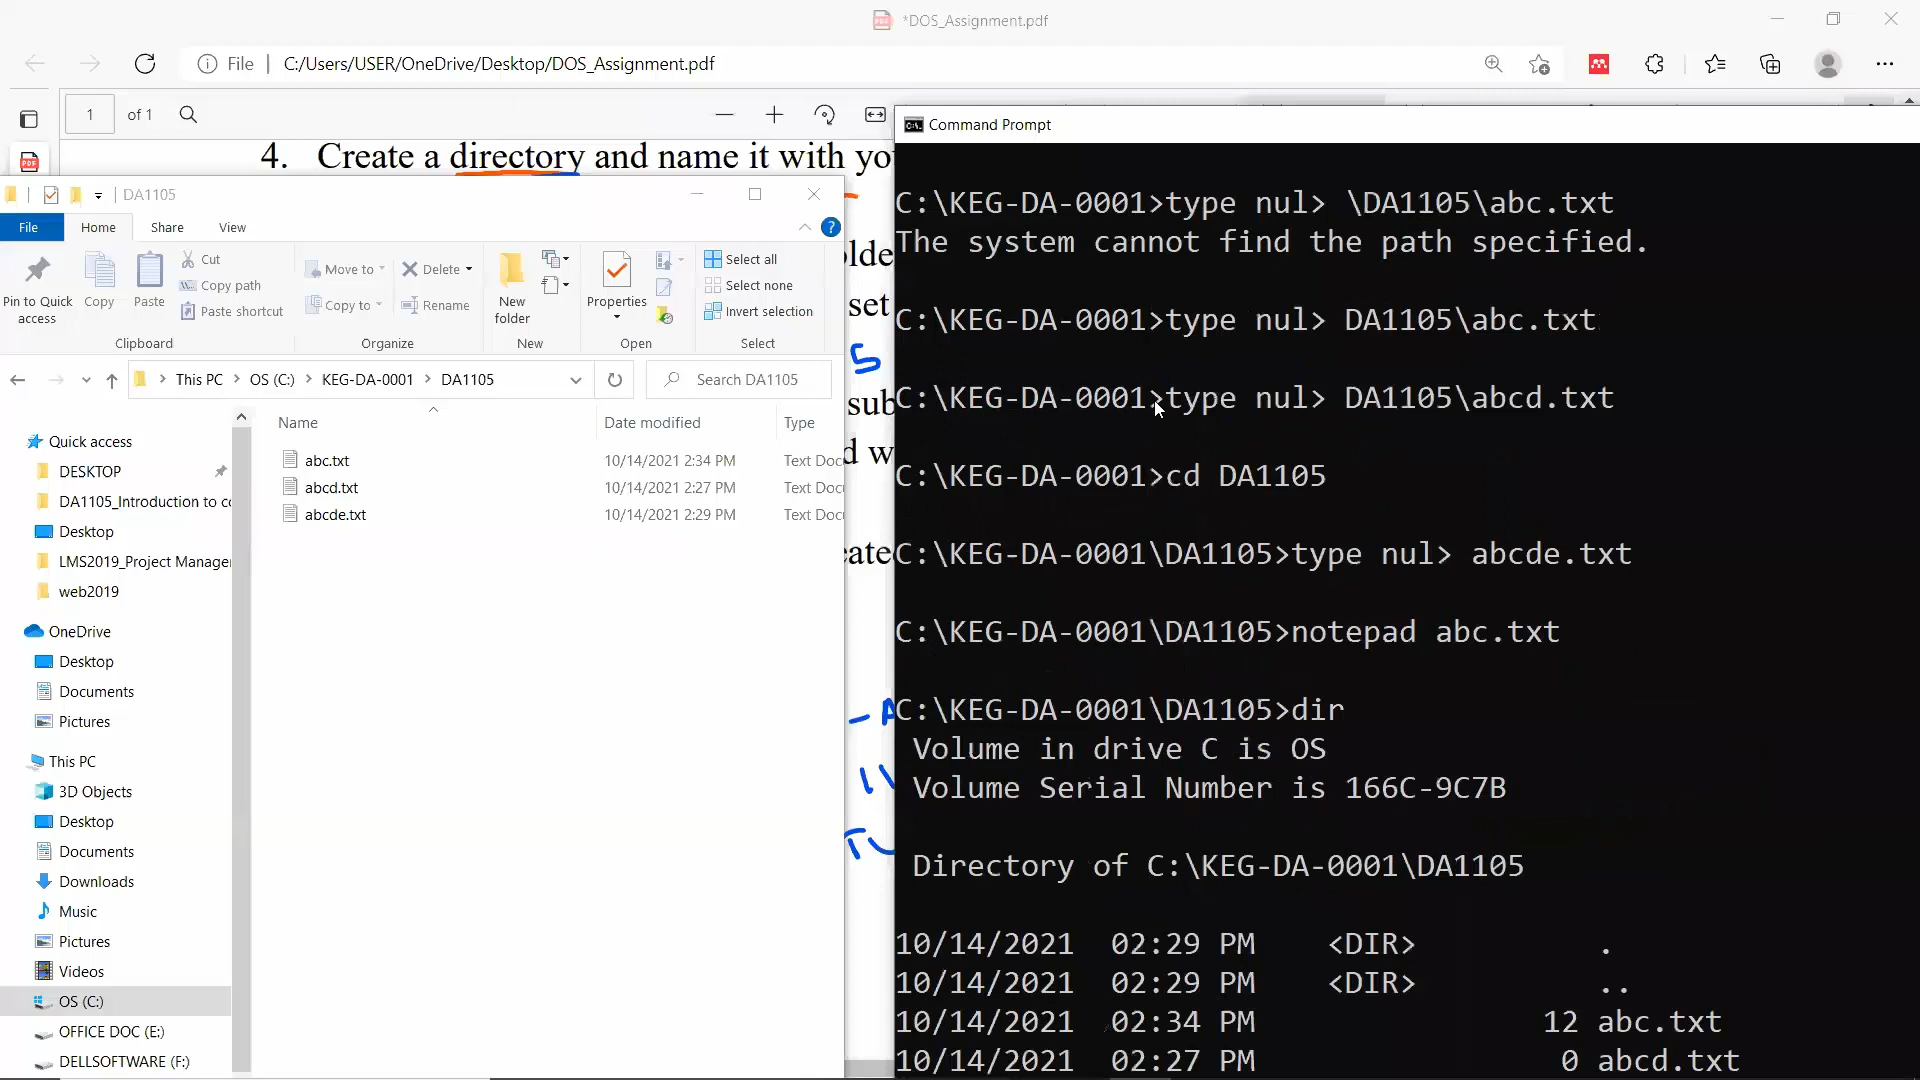 *DOS_Assignment.pdf
File | C:/Users/USER/OneDrive/Desktop/DOS_Assignment.pdf
1 of 1
4. Create a directory and name it with
DA1105
File Home Share View
Pin to Quick access
Copy
Paste
Cut
Copy path
Paste shortcut
Move to
Copy to
Delete
Rename
New folder
Properties
Select all
Select none
Invert selection
Clipboard Organize New Open Select
This PC > OS (C:) > KEG-DA-0001 > DA1105
Search DA1105
Name Date modified Type
abc.txt 10/14/2021 2:34 PM Text Doc
abcd.txt 10/14/2021 2:27 PM Text Doc
abcde.txt 10/14/2021 2:29 PM Text Doc
Quick access
DESKTOP
DA1105_Introduction to co
Desktop
LMS2019_Project Manager
web2019
OneDrive
Desktop
Documents
Pictures
This PC
3D Objects
Desktop
Documents
Downloads
Music
Pictures
Videos
OS (C:)
OFFICE DOC (E:)
DELLSOFTWARE (F:)
set
5
sub
Command Prompt
C:\KEG-DA-0001>type nul> \DA1105\abc.txt
The system cannot find the path specified.
C:\KEG-DA-0001>type nul> DA1105\abc.txt
C:\KEG-DA-0001>type nul> DA1105\abcd.txt
C:\KEG-DA-0001>cd DA1105
C:\KEG-DA-0001\DA1105>type nul> abcde.txt
C:\KEG-DA-0001\DA1105>notepad abc.txt
C:\KEG-DA-0001\DA1105>dir
Volume in drive C is OS
Volume Serial Number is 166C-9C7B
Directory of C:\KEG-DA-0001\DA1105
10/14/2021 02:29 PM <DIR> .
10/14/2021 02:29 PM <DIR> ..
10/14/2021 02:34 PM 12 abc.txt
10/14/2021 02:27 PM 0 abcd.txt